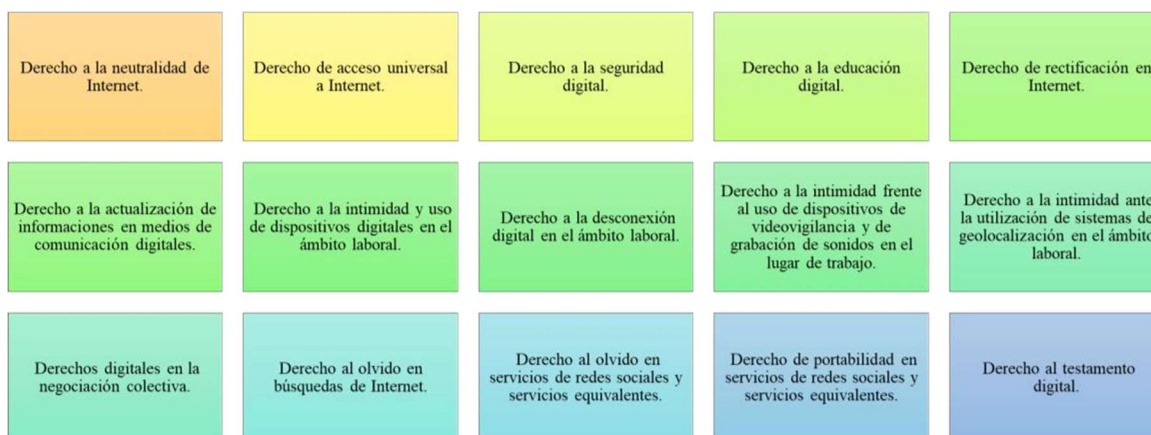 Derecho a la neutralidad de
Internet.
Derecho de acceso universal
a Internet.
Derecho a la seguridad
digital.
Derecho a la educación
digital.
Derecho de rectificación en
Internet.
Derecho a la actualización de
informaciones en medios de
comunicación digitales.
Derecho a la intimidad y uso
de dispositivos digitales en el
ámbito laboral.
Derecho a la desconexión
digital en el ámbito laboral.
Derecho a la intimidad frente
al uso de dispositivos de
videovigilancia y de
grabación de sonidos en el
lugar de trabajo.
Derecho a la intimidad ante
la utilización de sistemas de
geolocalización en el ámbito
laboral.
Derechos digitales en la
negociación colectiva.
Derecho al olvido en
búsquedas de Internet.
Derecho al olvido en
servicios de redes sociales y
servicios equivalentes.
Derecho de portabilidad en
servicios de redes sociales y
servicios equivalentes.
Derecho al testamento
digital.